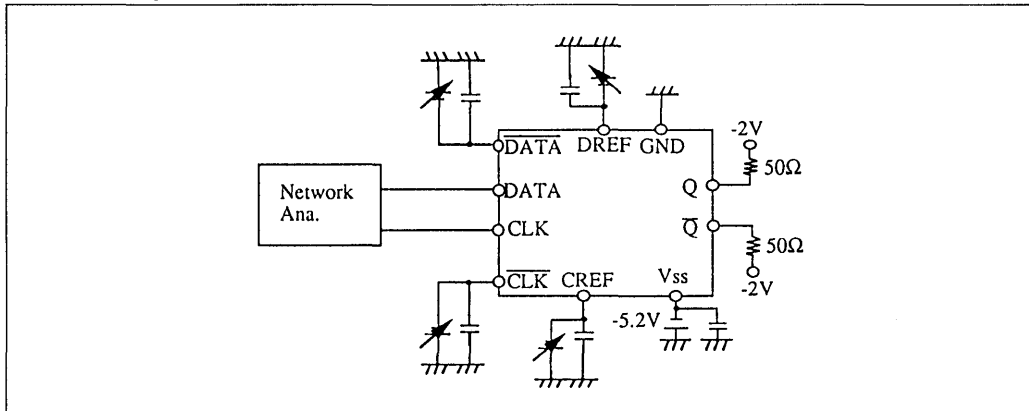 DATA
DREF GND
-2V
50Ω
Q
DATA
Network
Ana.
CLK
Q
50Ω
CLK CREF Vss
-2V
-5.2V